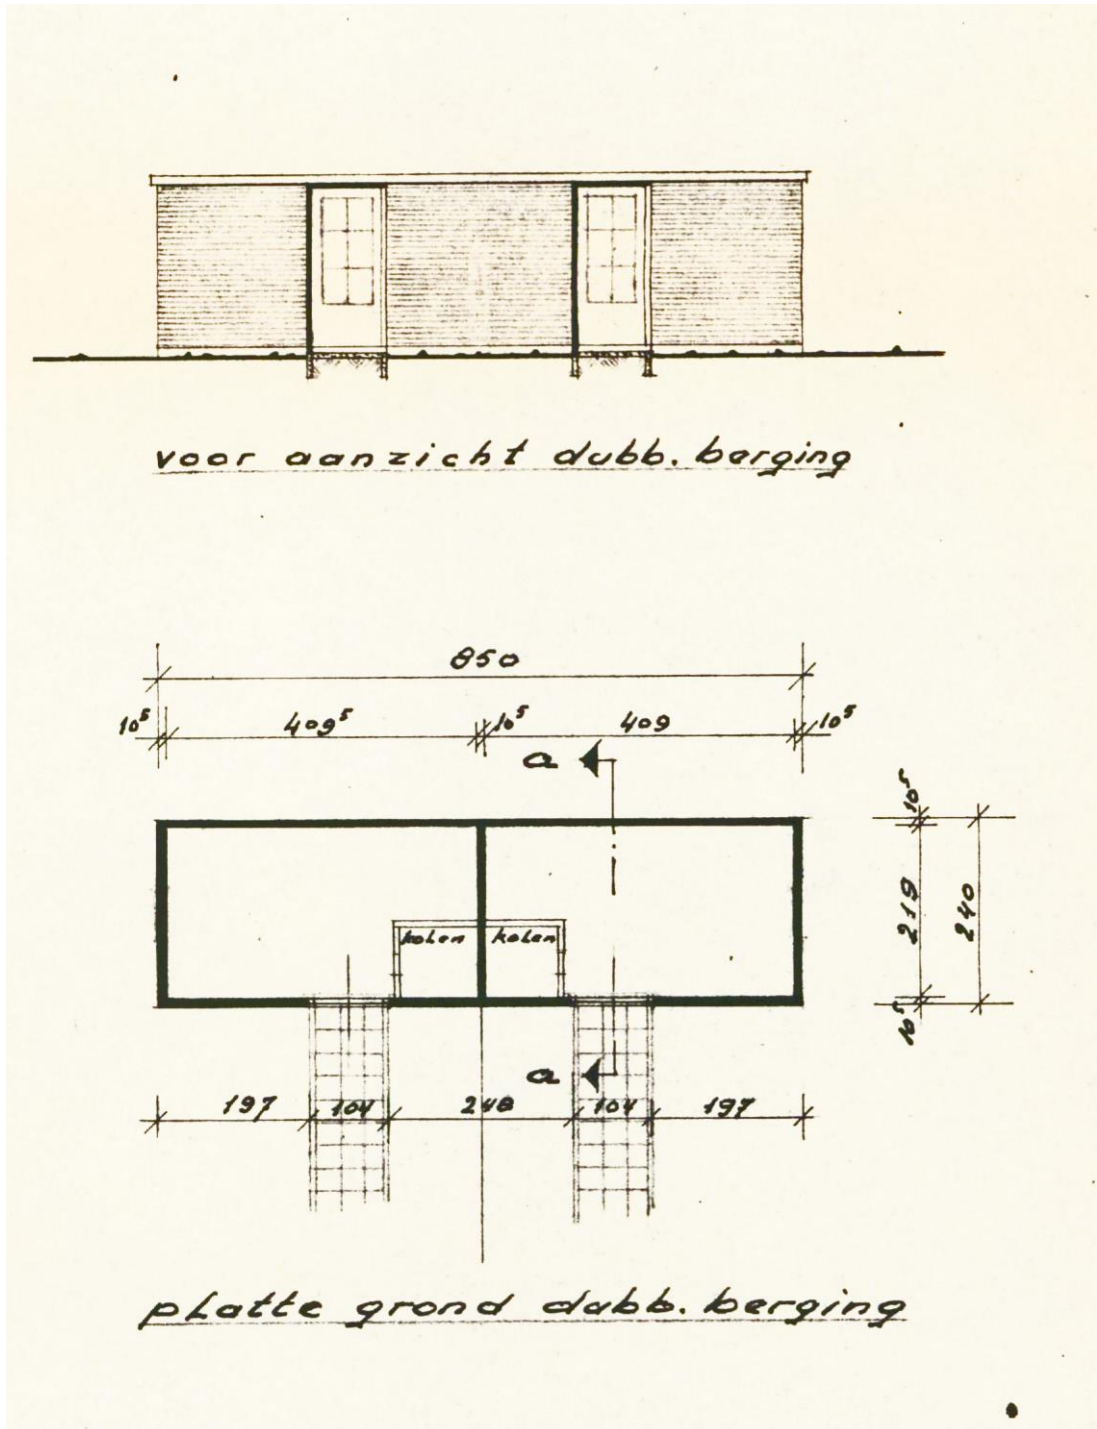 voor aanzicht dubb. berging
850
10⁵ 409⁵ 10⁵ 409 10⁵
a
10⁵
219
240
10⁵
kolen kolen
a
197 104 248 104 197
platte grond dubb. berging